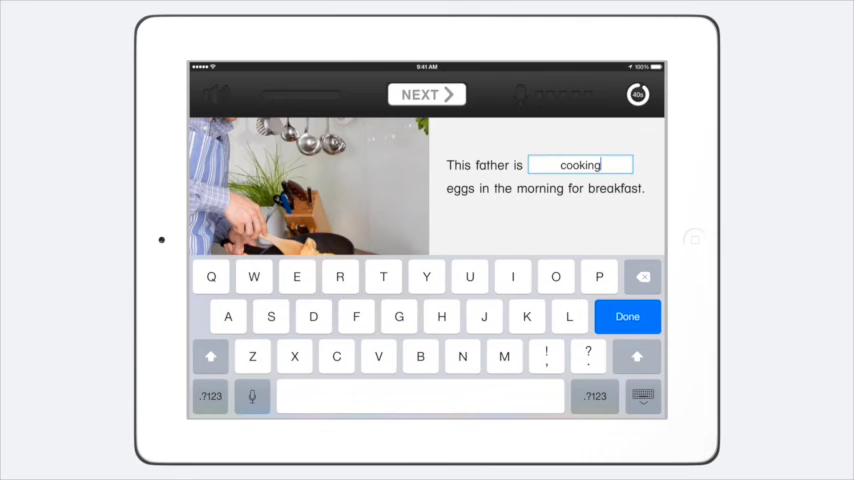 9:41 AM
100%
NEXT
40s
This father is cooking
eggs in the morning for breakfast.
Q W E R T Y U I O P
A S D F G H J K L Done
Z X C V B N M ! , ? .
.?123 .?123